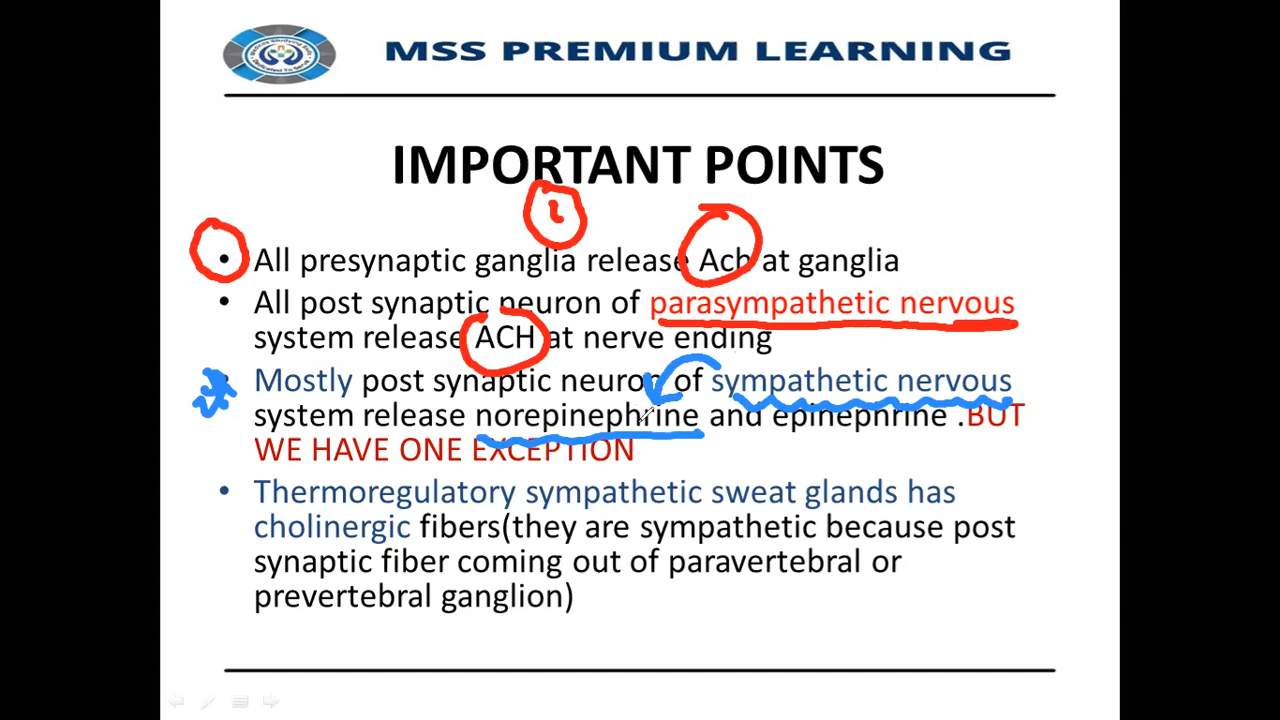 MSS PREMIUM LEARNING
IMPORTANT POINTS
• All presynaptic ganglia release Ach at ganglia
• All post synaptic neuron of parasympathetic nervous
system release ACH at nerve ending
• Mostly post synaptic neuron of sympathetic nervous
system release norepinephrine and epinephrine .BUT
WE HAVE ONE EXCEPTION
• Thermoregulatory sympathetic sweat glands has
cholinergic fibers(they are sympathetic because post
synaptic fiber coming out of paravertebral or
prevertebral ganglion)